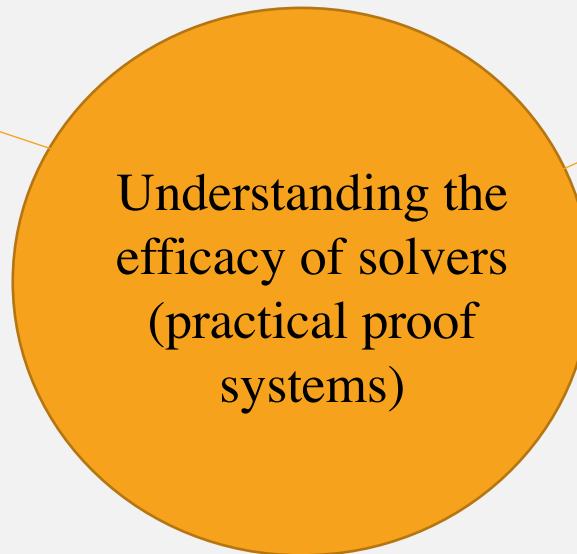 Understanding the
efficacy of solvers
(practical proof
systems)